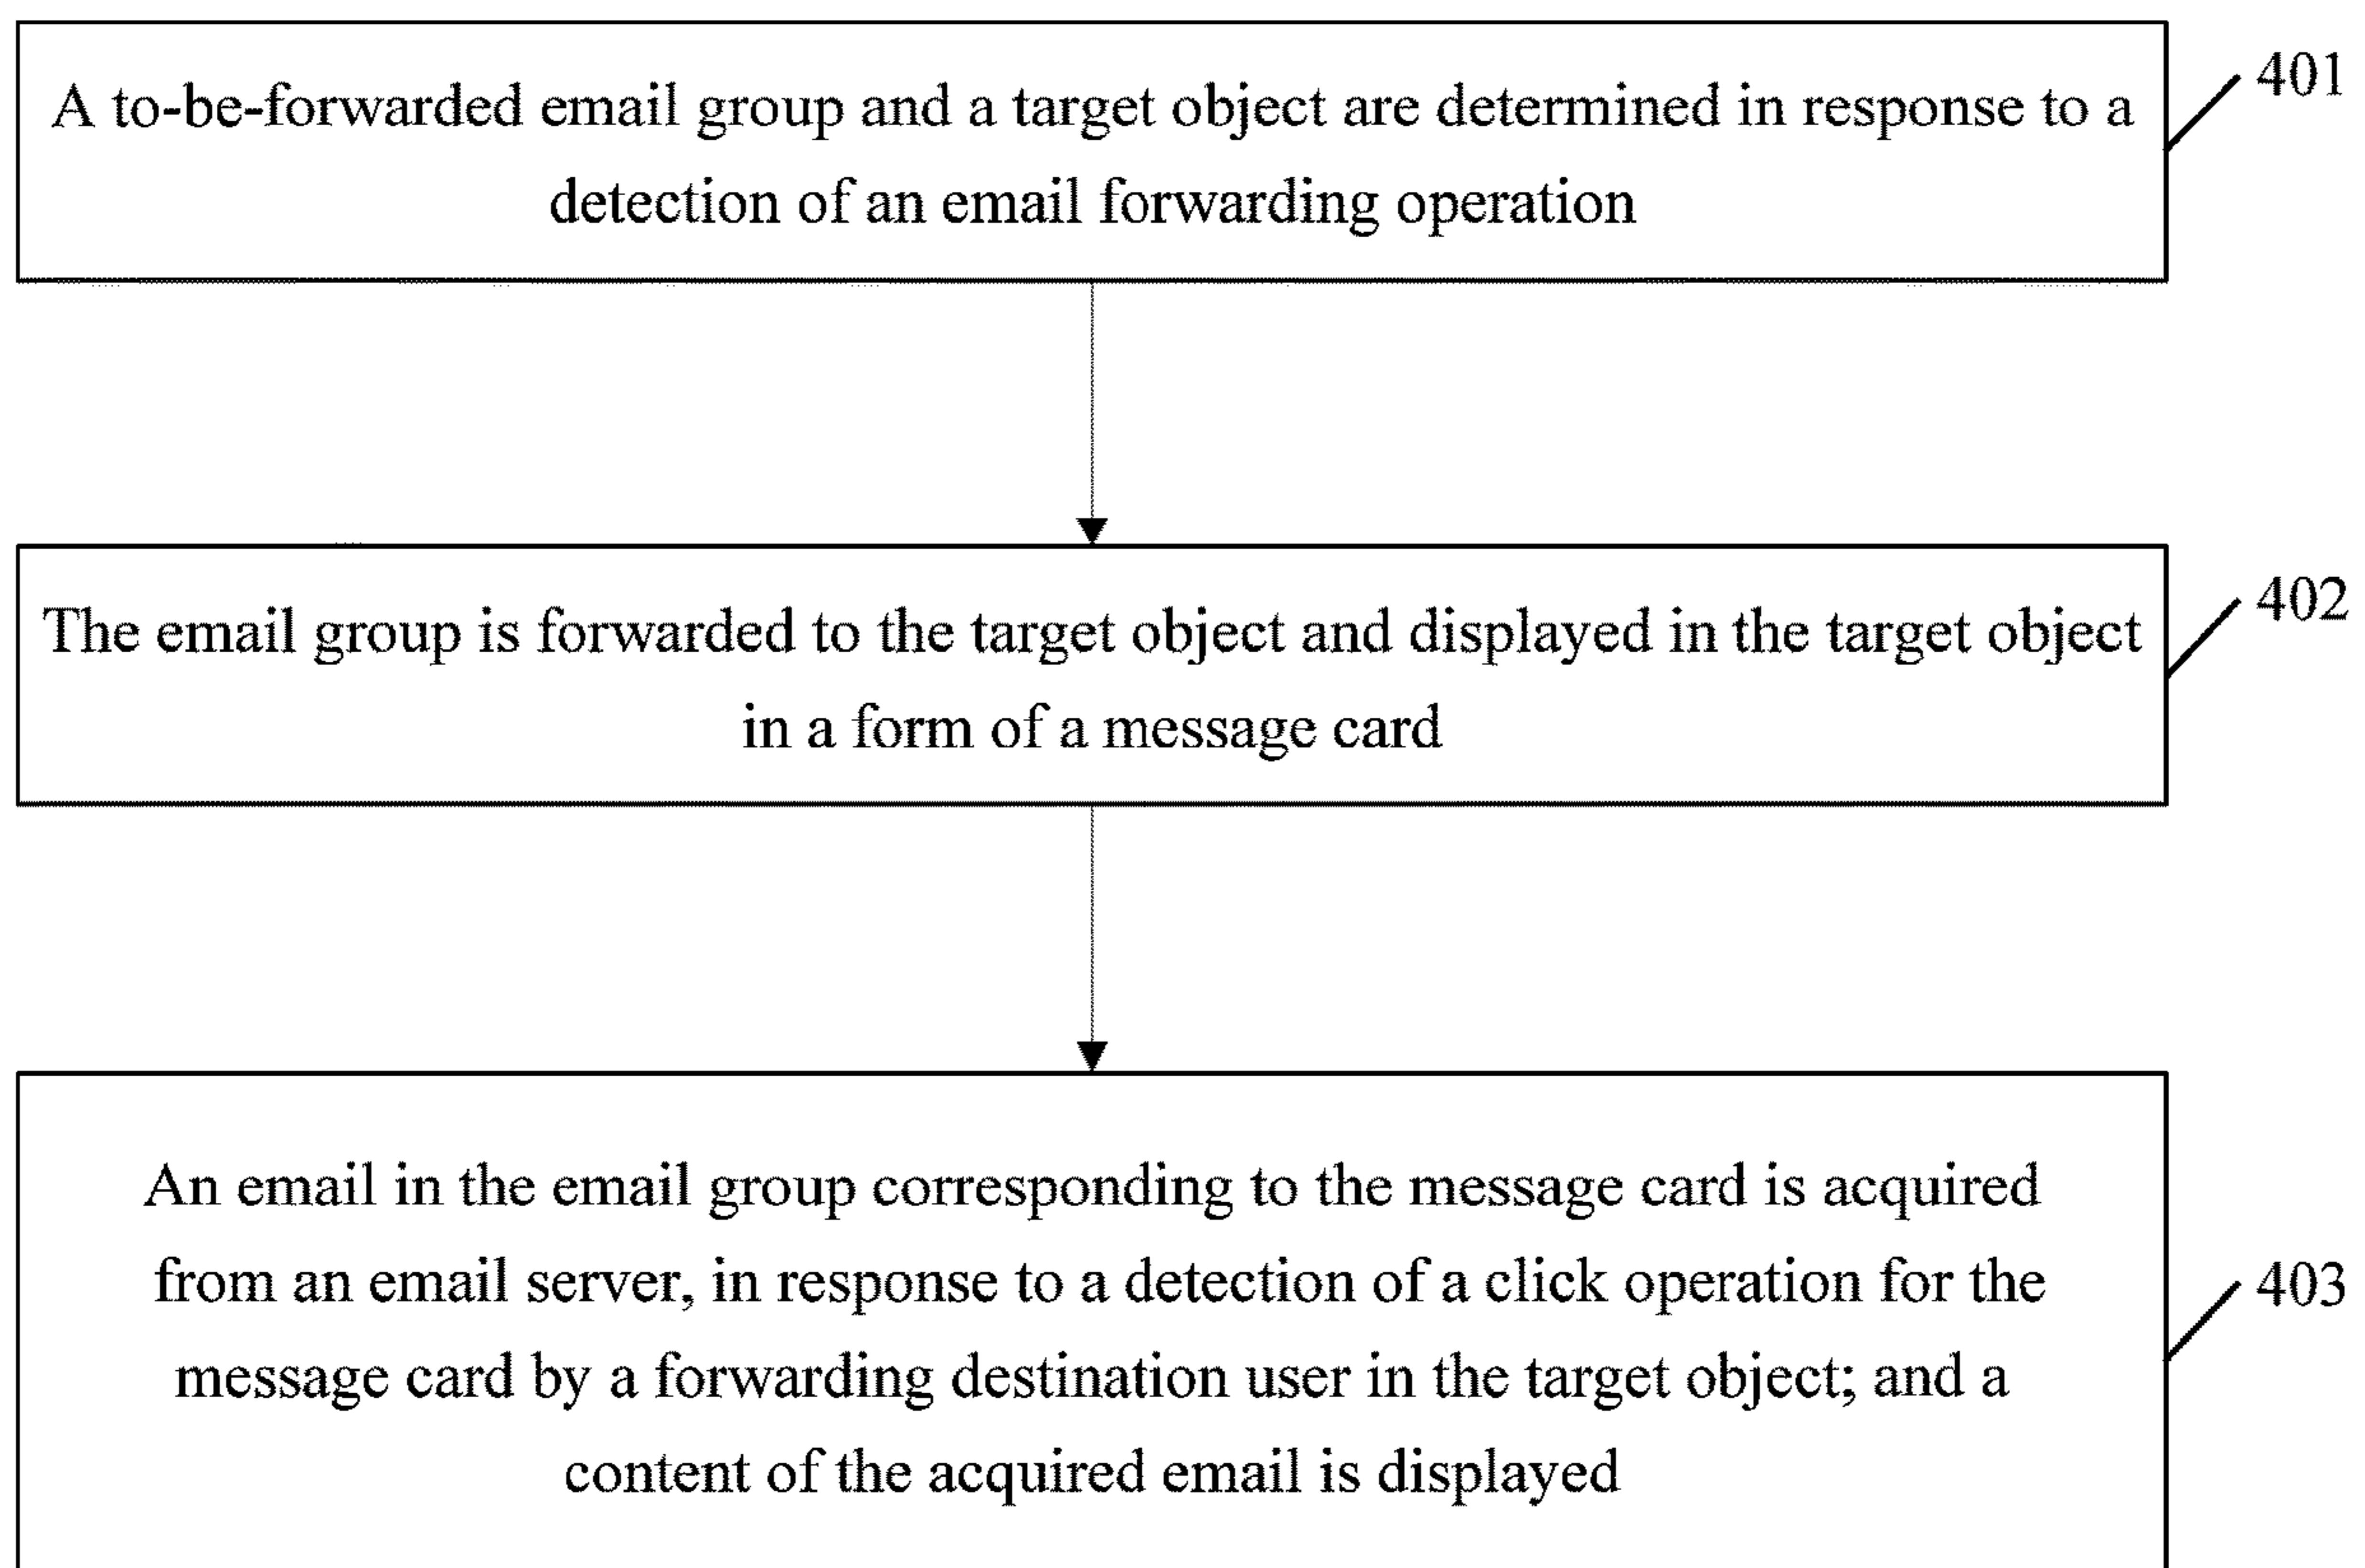 A to-be-forwarded email group and a target object are determined in response to a
detection of an email forwarding operation
401
The email group is forwarded to the target object and displayed in the target object
in a form of a message card
402
An email in the email group corresponding to the message card is acquired
from an email server, in response to a detection of a click operation for the
message card by a forwarding destination user in the target object; and a
content of the acquired email is displayed
403